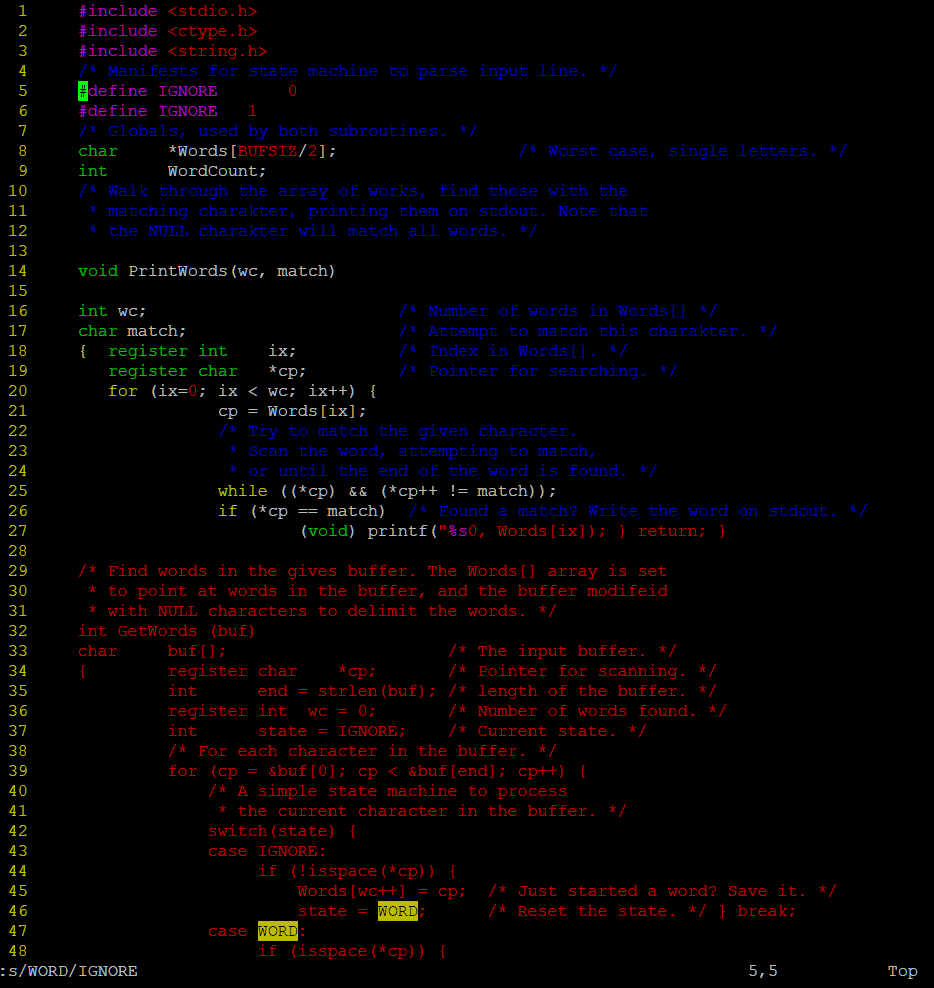 1 #include <stdio.h>
2 #include <ctype.h>
3 #include <string.h>
4 /* Manifests for state machine to parse input line. */
5 #define IGNORE 0
6 #define IGNORE 1
7 /* Globals, used by both subroutines. */
8 char *Words[BUFSIZ/2]; /* Worst case, single letters. */
9 int WordCount;
10 /* Walk through the array of works, find those with the
11 * matching charakter, printing them on stdout. Note that
12 * the NULL charakter will match all words. */
13
14 void PrintWords(wc, match)
15
16 int wc; /* Number of words in Words[] */
17 char match; /* Attempt to match this charakter. */
18 { register int ix; /* Index in Words[]. */
19 register char *cp; /* Pointer for searching. */
20 for (ix=0; ix < wc; ix++) {
21 cp = Words[ix];
22 /* Try to match the given character.
23 * Scan the word, attempting to match,
24 * or until the end of the word is found. */
25 while ((*cp) && (*cp++ != match));
26 if (*cp == match) /* Found a match? Write the word on stdout. */
27 (void) printf("%s0, Words[ix]); } return; }
28
29 /* Find words in the gives buffer. The Words[] array is set
30 * to point at words in the buffer, and the buffer modifeid
31 * with NULL characters to delimit the words. */
32 int GetWords (buf)
33 char buf[]; /* The input buffer. */
34 { register char *cp; /* Pointer for scanning. */
35 int end = strlen(buf); /* length of the buffer. */
36 register int wc = 0; /* Number of words found. */
37 int state = IGNORE; /* Current state. */
38 /* For each character in the buffer. */
39 for (cp = &buf[0]; cp < &buf[end]; cp++) {
40 /* A simple state machine to process
41 * the current character in the buffer. */
42 switch(state) {
43 case IGNORE:
44 if (!isspace(*cp)) {
45 Words[wc++] = cp; /* Just started a word? Save it. */
46 state = WORD; /* Reset the state. */ } break;
47 case WORD:
48 if (isspace(*cp)) {
:s/WORD/IGNORE 5,5 Top